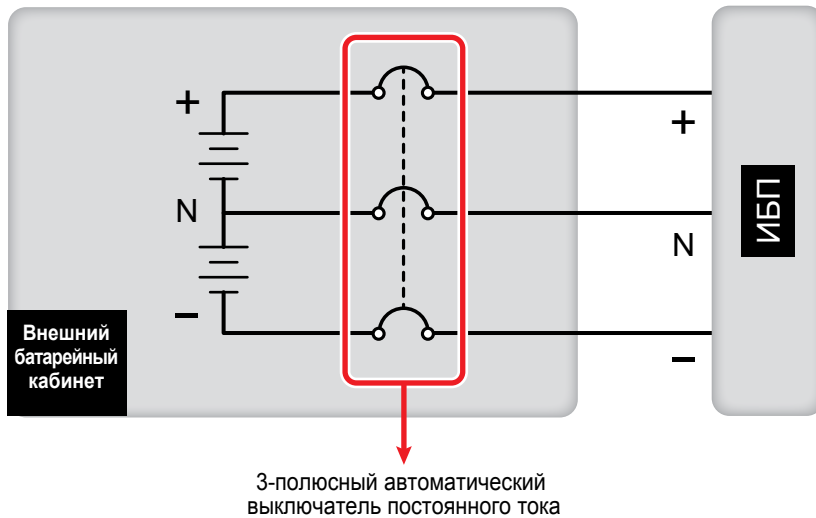 +
+
N
N
ИБП
−
−
Внешний
батарейный
кабинет
3-полюсный автоматический
выключатель постоянного тока